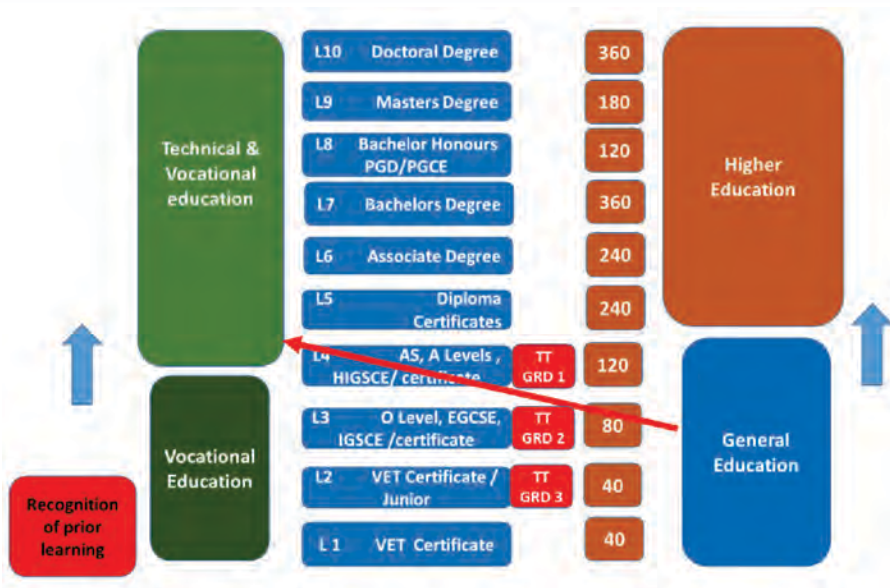 Technical &
Vocational
education
Vocational
Education
Recognition
of prior
learning
L10 Doctoral Degree 360
L9 Masters Degree 180
L8 Bachelor Honours
PGD/PGCE
120
L7 Bachelors Degree 360
L6 Associate Degree 240
L5 Diploma
Certificates
240
L4 AS, A Levels ,
HIGSCE/ certificate
TT
GRD 1
120
L3 O Level, EGCSE,
IGSCE /certificate
TT
GRD 2
80
L2 VET Certificate /
Junior
TT
GRD 3
40
L 1 VET Certificate 40
Higher
Education
General
Education